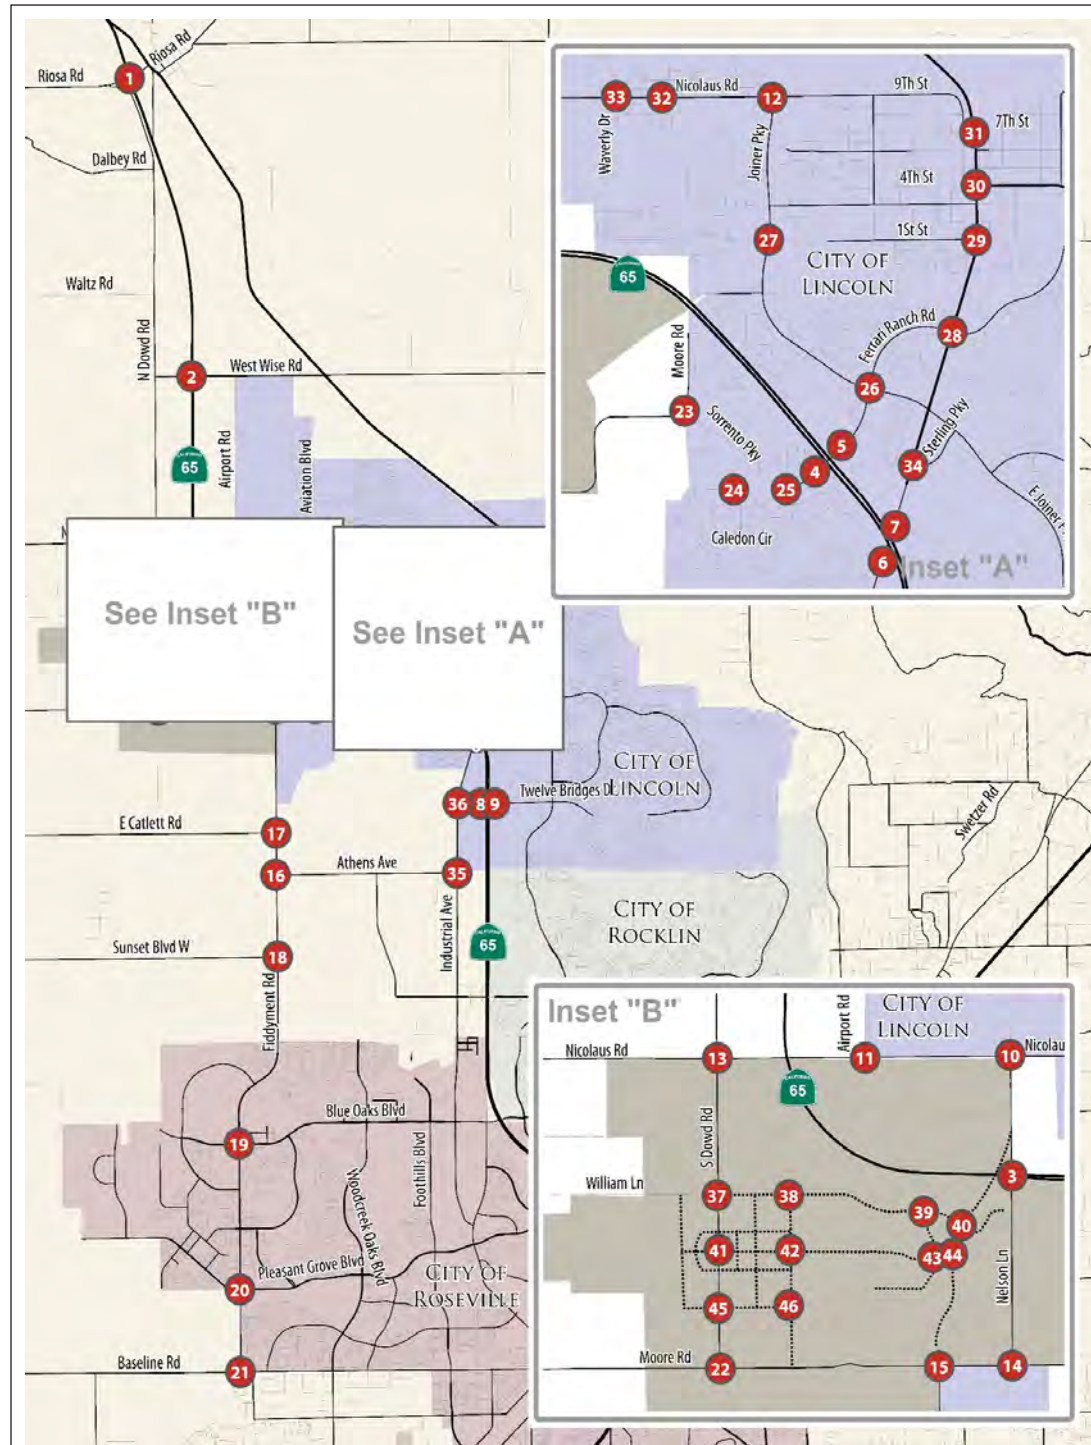 Riosa Rd
Riosa Rd
1
Dalbey Rd
Waltz Rd
N Dowd Rd
West Wise Rd
2
CALIFORNIA
65
Airport Rd
Aviation Blvd
N
See Inset "B"
See Inset "A"
Nicolaus Rd
33
32
12
9Th St
Waverly Dr
Joiner Pky
7Th St
31
4Th St
30
27
1St St
29
CITY OF
LINCOLN
65
Ferrari Ranch Rd
28
Moore Rd
26
23
Sorrento Pky
5
Sterling Pky
4
34
24
25
E Joiner P
Caledon Cir
7
6
Inset "A"
CITY OF
LINCOLN
Twelve Bridges D
36
8
9
Swetzer Rd
E Catlett Rd
17
16
Athens Ave
35
CITY OF
ROCKLIN
Industrial Ave
65
Sunset Blvd W
18
Fiddyment Rd
Blue Oaks Blvd
19
Foothills Blvd
Woodcreek Oaks Blvd
Pleasant Grove Blvd
20
CITY OF
ROSEVILLE
Baseline Rd
21
Inset "B"
CITY OF
LINCOLN
Airport Rd
Nicolaus Rd
13
11
10
Nicolau
65
S Dowd Rd
3
William Ln
37
38
39
40
41
42
43
44
Nelson Ln
45
46
Moore Rd
22
15
14